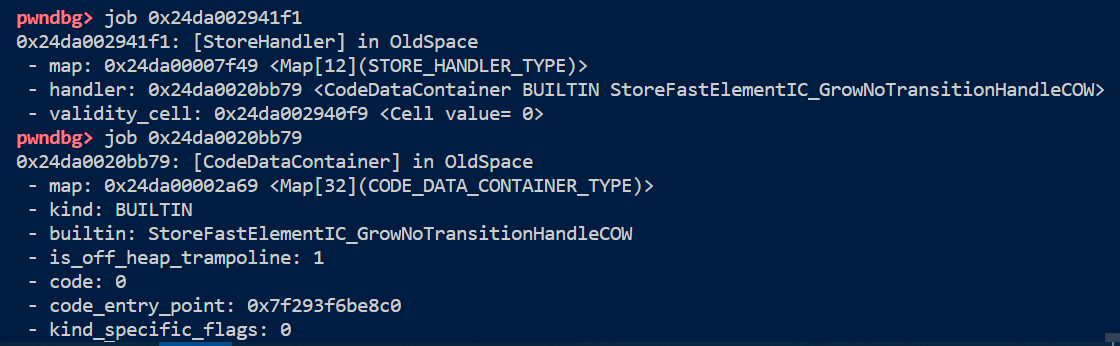 pwndbg> job 0x24da002941f1
0x24da002941f1: [StoreHandler] in OldSpace
 - map: 0x24da00007f49 <Map[12](STORE_HANDLER_TYPE)>
 - handler: 0x24da0020bb79 <CodeDataContainer BUILTIN StoreFastElementIC_GrowNoTransitionHandleCOW>
 - validity_cell: 0x24da002940f9 <Cell value= 0>
pwndbg> job 0x24da0020bb79
0x24da0020bb79: [CodeDataContainer] in OldSpace
 - map: 0x24da00002a69 <Map[32](CODE_DATA_CONTAINER_TYPE)>
 - kind: BUILTIN
 - builtin: StoreFastElementIC_GrowNoTransitionHandleCOW
 - is_off_heap_trampoline: 1
 - code: 0
 - code_entry_point: 0x7f293f6be8c0
 - kind_specific_flags: 0